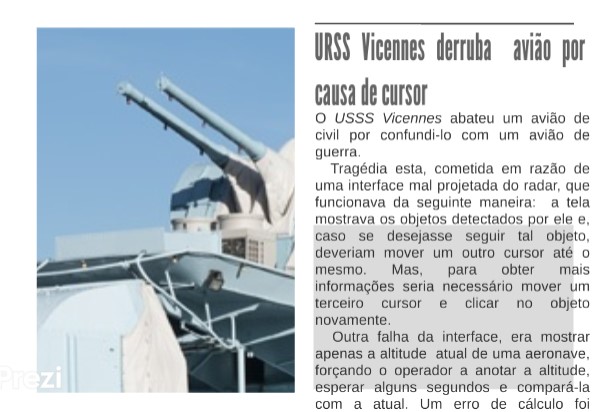 URSS Vicennes derruba avião por
causa de cursor
O USSS Vicennes abateu um avião de
civil por confundi-lo com um avião de
guerra.
Tragédia esta, cometida em razão de
uma interface mal projetada do radar, que
funcionava da seguinte maneira: a tela
mostrava os objetos detectados por ele e,
caso se desejasse seguir tal objeto,
deveriam mover um outro cursor até o
mesmo. Mas, para obter mais
informações seria necessário mover um
terceiro cursor e clicar no objeto
novamente.
Outra falha da interface, era mostrar
apenas a altitude atual de uma aeronave,
forçando o operador a anotar a altitude,
esperar alguns segundos e compará-la
com a atual. Um erro de cálculo foi
Prezi